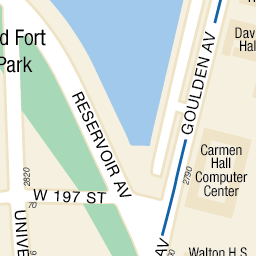 d Fort
Park
GOULDEN AV
Dav
Hal
RESERVOIR AV
Carmen
Hall
Computer
Center
2790
2820
W 197 ST
70
UNIVE
AV
Walton H S